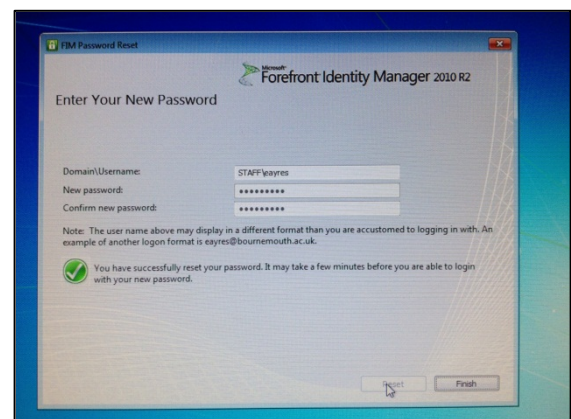 FIM Password Reset
Microsoft
Forefront Identity Manager 2010 R2
Enter Your New Password
Domain\Username:
STAFF\eayres
New password:
•••••••••
Confirm new password:
•••••••••
Note: The user name above may display in a different format than you are accustomed to logging in with. An
example of another logon format is eayres@bournemouth.ac.uk.
You have successfully reset your password. It may take a few minutes before you are able to login
with your new password.
Reset
Finish